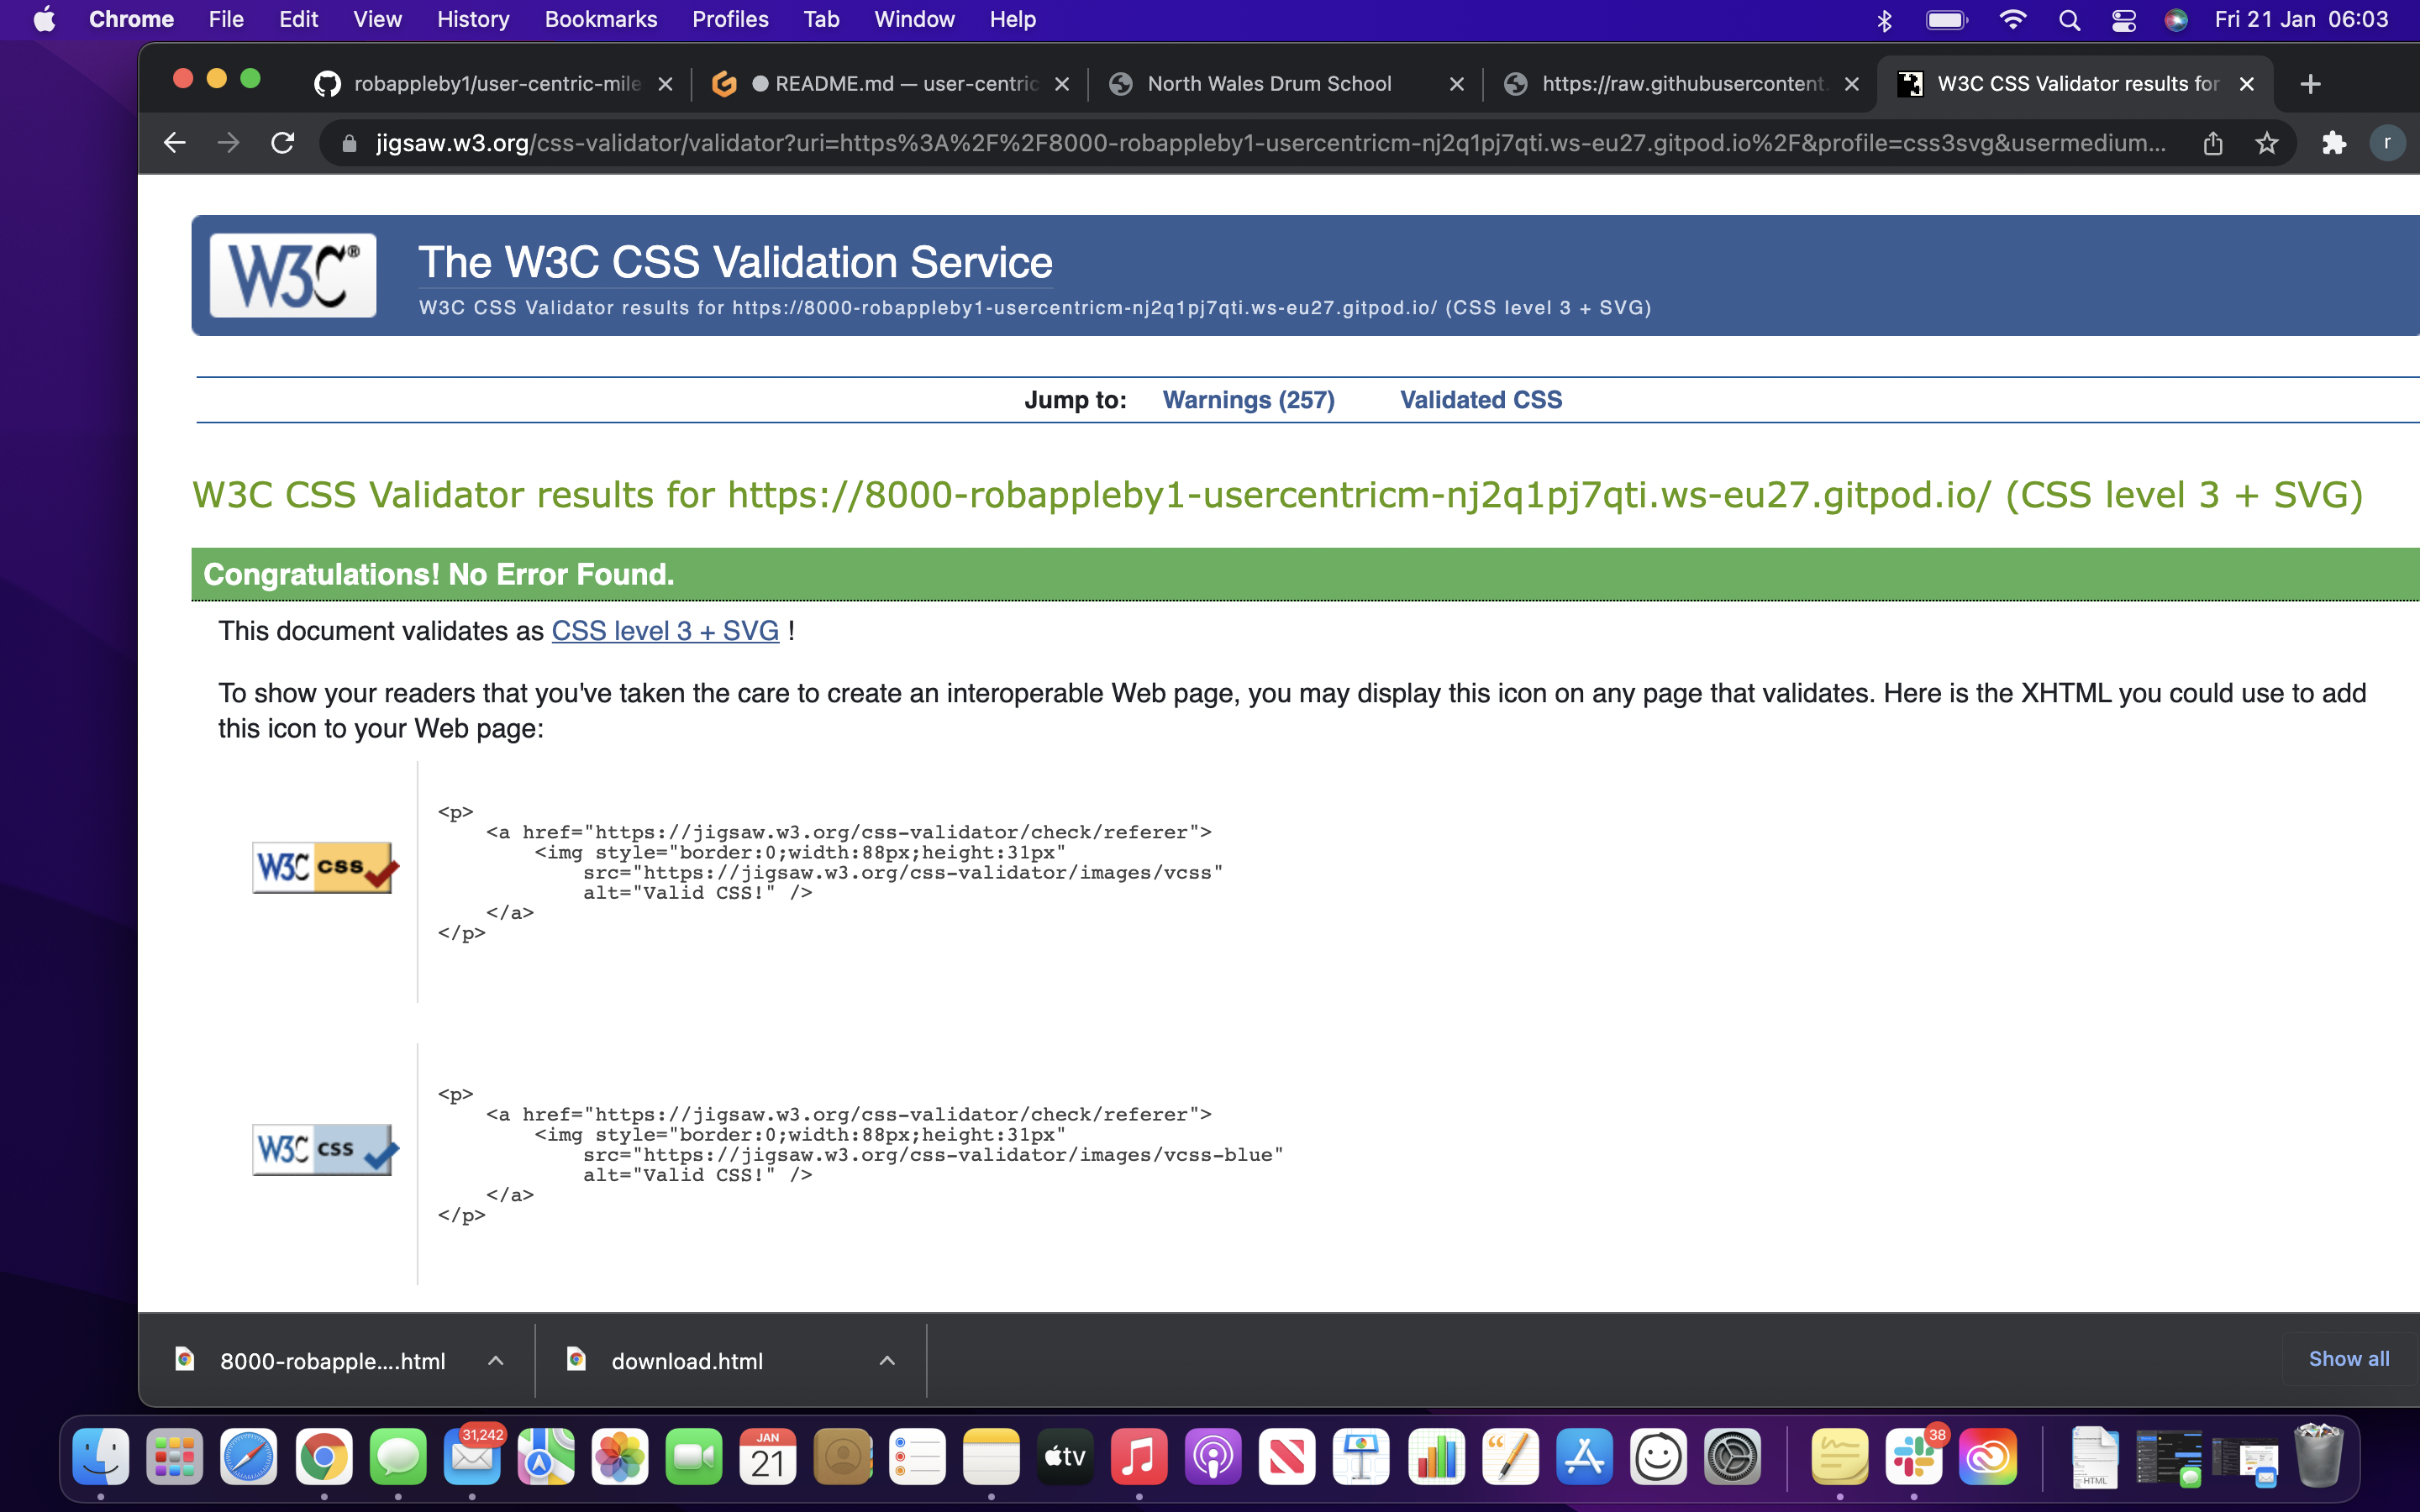 Chrome File Edit View History Bookmarks Profiles Tab Window Help Fri 21 Jan 06:03
robappleby1/user-centric-mile README.md — user-centric North Wales Drum School https://raw.githubusercontent. W3C CSS Validator results for
jigsaw.w3.org/css-validator/validator?uri=https%3A%2F%2F8000-robappleby1-usercentricm-nj2q1pj7qti.ws-eu27.gitpod.io%2F&profile=css3svg&usermedium... r
W3C® The W3C CSS Validation Service
W3C CSS Validator results for https://8000-robappleby1-usercentricm-nj2q1pj7qti.ws-eu27.gitpod.io/ (CSS level 3 + SVG)
Jump to: Warnings (257) Validated CSS
W3C CSS Validator results for https://8000-robappleby1-usercentricm-nj2q1pj7qti.ws-eu27.gitpod.io/ (CSS level 3 + SVG)
Congratulations! No Error Found.
This document validates as CSS level 3 + SVG !
To show your readers that you've taken the care to create an interoperable Web page, you may display this icon on any page that validates. Here is the XHTML you could use to add
this icon to your Web page:
<p>
<a href="https://jigsaw.w3.org/css-validator/check/referer">
<img style="border:0;width:88px;height:31px"
src="https://jigsaw.w3.org/css-validator/images/vcss"
alt="Valid CSS!" />
</a>
</p>
W3C css
<p>
<a href="https://jigsaw.w3.org/css-validator/check/referer">
<img style="border:0;width:88px;height:31px"
src="https://jigsaw.w3.org/css-validator/images/vcss-blue"
alt="Valid CSS!" />
</a>
</p>
W3C css
8000-robapple....html download.html Show all
31,242 JAN 21 tv 38 HTML